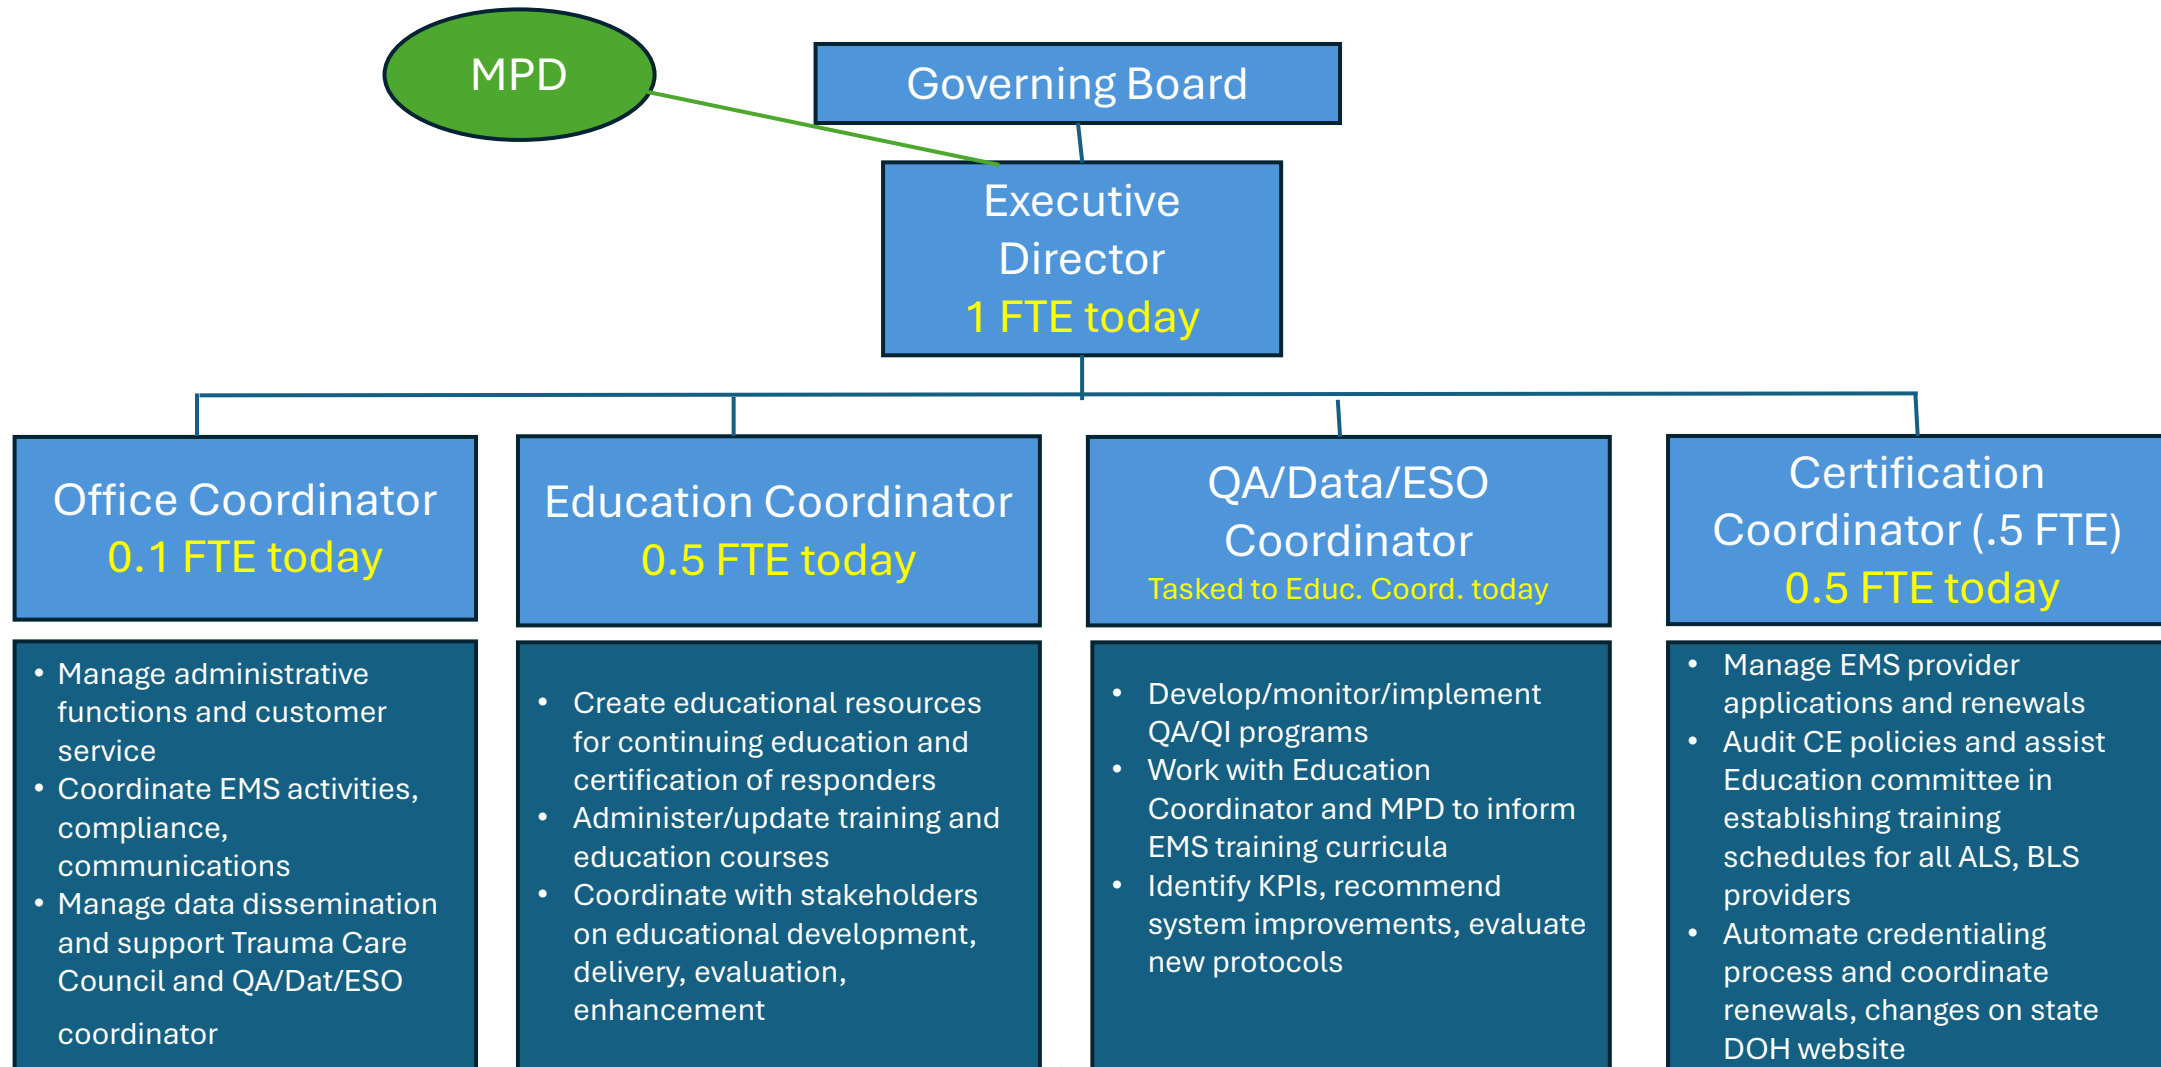 MPD
Governing Board
Executive
Director
1 FTE today
Office Coordinator
0.1 FTE today
Education Coordinator
0.5 FTE today
QA/Data/ESO
Coordinator
Tasked to Educ. Coord. today
Certification
Coordinator (.5 FTE)
0.5 FTE today
• Manage administrative
functions and customer
service
• Coordinate EMS activities,
compliance,
communications
• Manage data dissemination
and support Trauma Care
Council and QA/Dat/ESO
coordinator
• Create educational resources
for continuing education and
certification of responders
• Administer/update training and
education courses
• Coordinate with stakeholders
on educational development,
delivery, evaluation,
enhancement
• Develop/monitor/implement
QA/QI programs
• Work with Education
Coordinator and MPD to inform
EMS training curricula
• Identify KPIs, recommend
system improvements, evaluate
new protocols
• Manage EMS provider
applications and renewals
• Audit CE policies and assist
Education committee in
establishing training
schedules for all ALS, BLS
providers
• Automate credentialing
process and coordinate
renewals, changes on state
DOH website